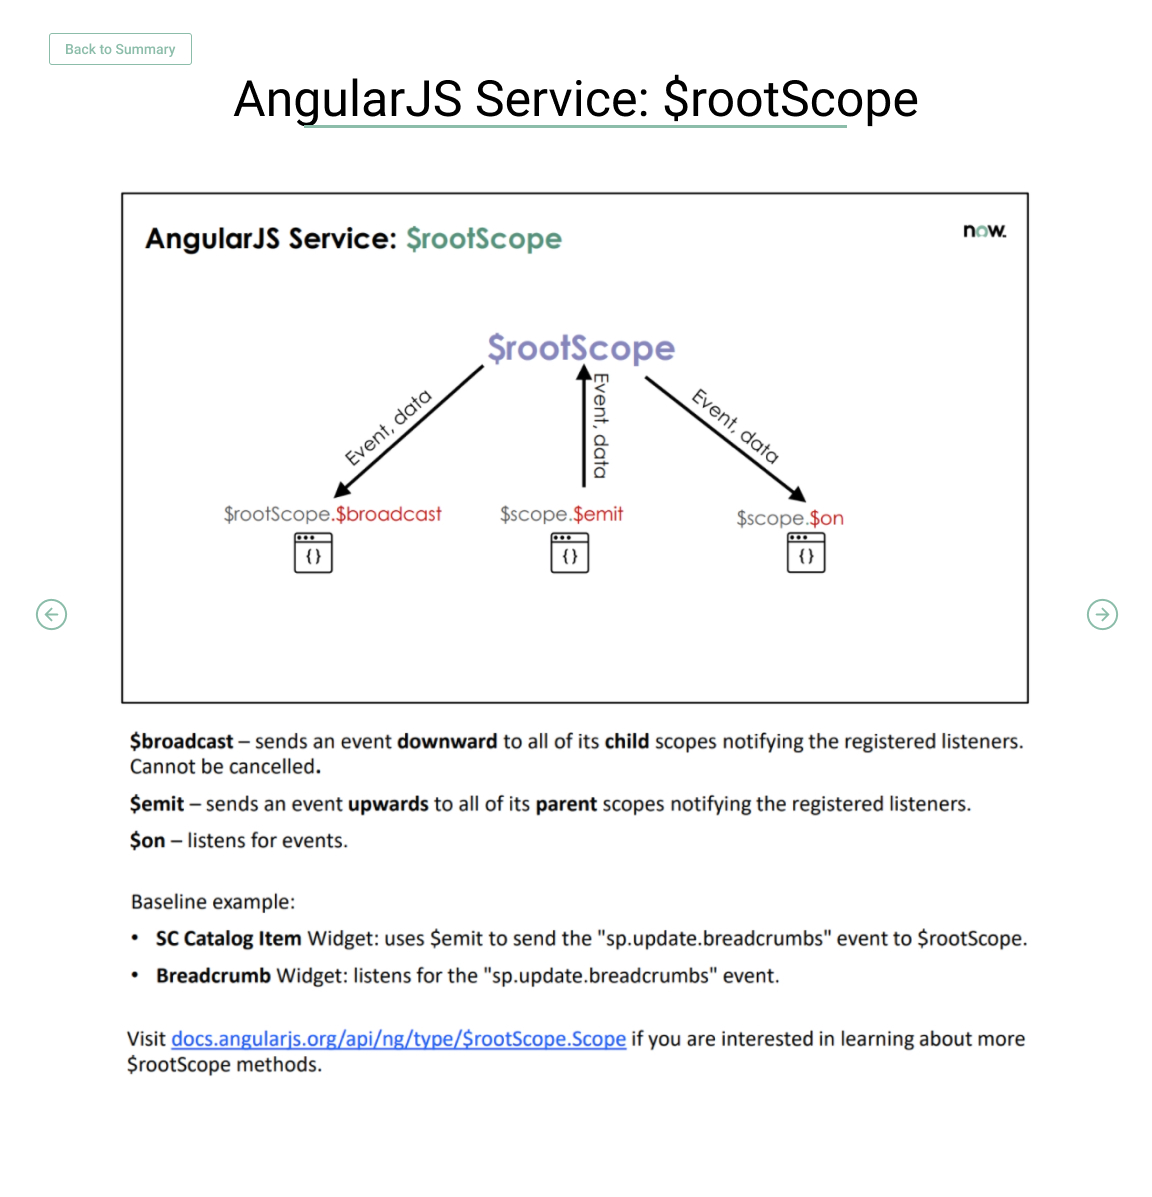 Back to Summary
AngularJS Service: $rootScope
AngularJS Service: $rootScope
now.
$rootScope
Event, data
Event, data
Event, data
$rootScope.$broadcast
$scope.$emit
$scope.$on
{}
{}
{}
$broadcast – sends an event downward to all of its child scopes notifying the registered listeners.
Cannot be cancelled.
$emit – sends an event upwards to all of its parent scopes notifying the registered listeners.
$on – listens for events.
Baseline example:
• SC Catalog Item Widget: uses $emit to send the "sp.update.breadcrumbs" event to $rootScope.
• Breadcrumb Widget: listens for the "sp.update.breadcrumbs" event.
Visit docs.angularjs.org/api/ng/type/$rootScope.Scope if you are interested in learning about more
$rootScope methods.